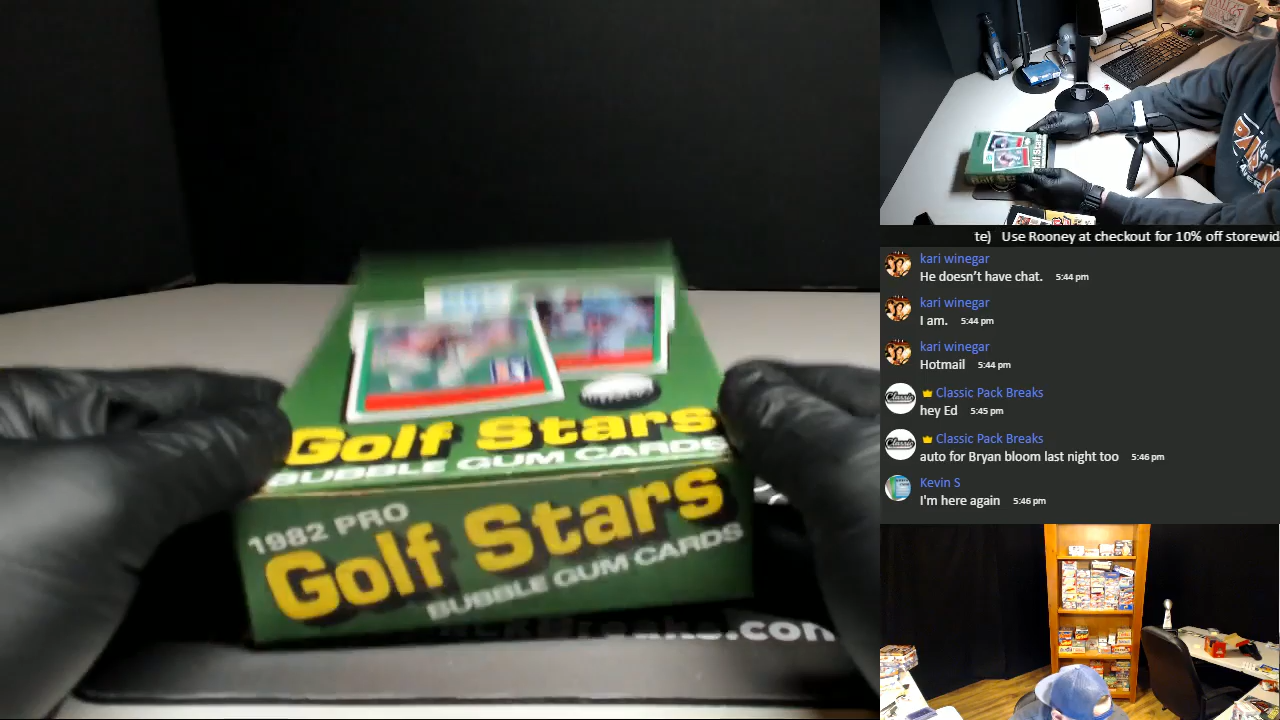 Golf Stars
BUBBLE GUM CARDS
1982 PRO
Golf Stars
BUBBLE GUM CARDS
.com
Golf Stars
te) Use Rooney at checkout for 10% off storewid
kari winegar
He doesn't have chat. 5:44 pm
kari winegar
I am. 5:44 pm
kari winegar
Hotmail 5:44 pm
Classic Pack Breaks
hey Ed 5:45 pm
Classic Pack Breaks
auto for Bryan bloom last night too 5:46 pm
Kevin S
I'm here again 5:46 pm